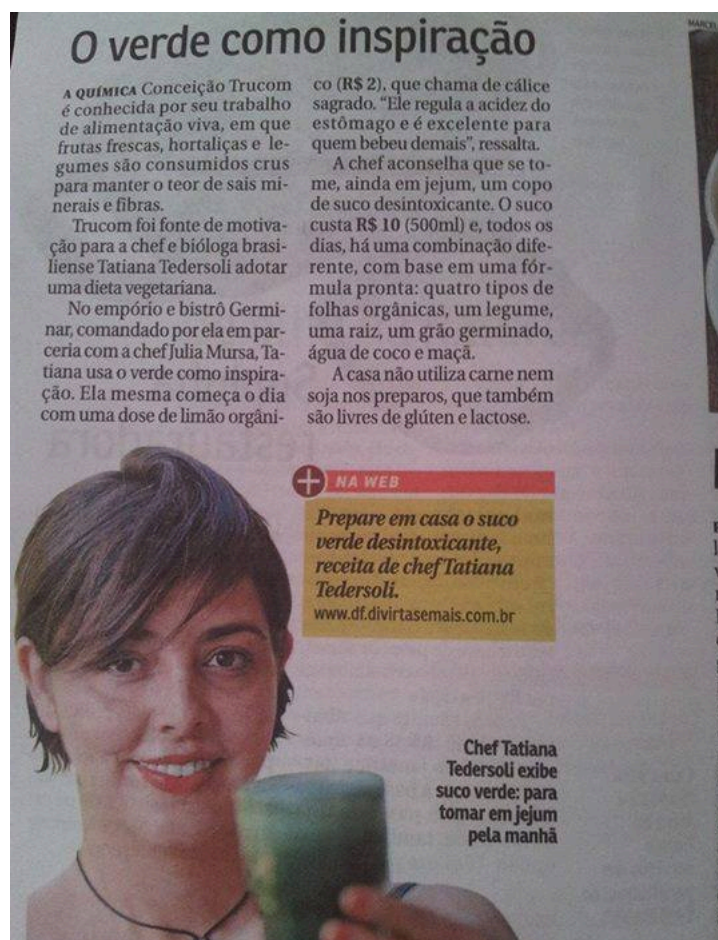 O verde como inspiração
MARCEL
A QUÍMICA Conceição Trucom
é conhecida por seu trabalho
de alimentação viva, em que
frutas frescas, hortaliças e le-
gumes são consumidos crus
para manter o teor de sais mi-
nerais e fibras.
Trucom foi fonte de motiva-
ção para a chef e bióloga brasi-
liense Tatiana Tedersoli adotar
uma dieta vegetariana.
No empório e bistrô Germi-
nar, comandado por ela em par-
ceria com a chef Julia Mursa, Ta-
tiana usa o verde como inspira-
ção. Ela mesma começa o dia
com uma dose de limão orgâni-
co (R$ 2), que chama de cálice
sagrado. “Ele regula a acidez do
estômago e é excelente para
quem bebeu demais”, ressalta.
A chef aconselha que se to-
me, ainda em jejum, um copo
de suco desintoxicante. O suco
custa R$ 10 (500ml) e, todos os
dias, há uma combinação dife-
rente, com base em uma fór-
mula pronta: quatro tipos de
folhas orgânicas, um legume,
uma raiz, um grão germinado,
água de coco e maçã.
A casa não utiliza carne nem
soja nos preparos, que também
são livres de glúten e lactose.
+ NA WEB
Prepare em casa o suco
verde desintoxicante,
receita de chef Tatiana
Tedersoli.
www.df.divirtasemais.com.br
Chef Tatiana
Tedersoli exibe
suco verde: para
tomar em jejum
pela manhã